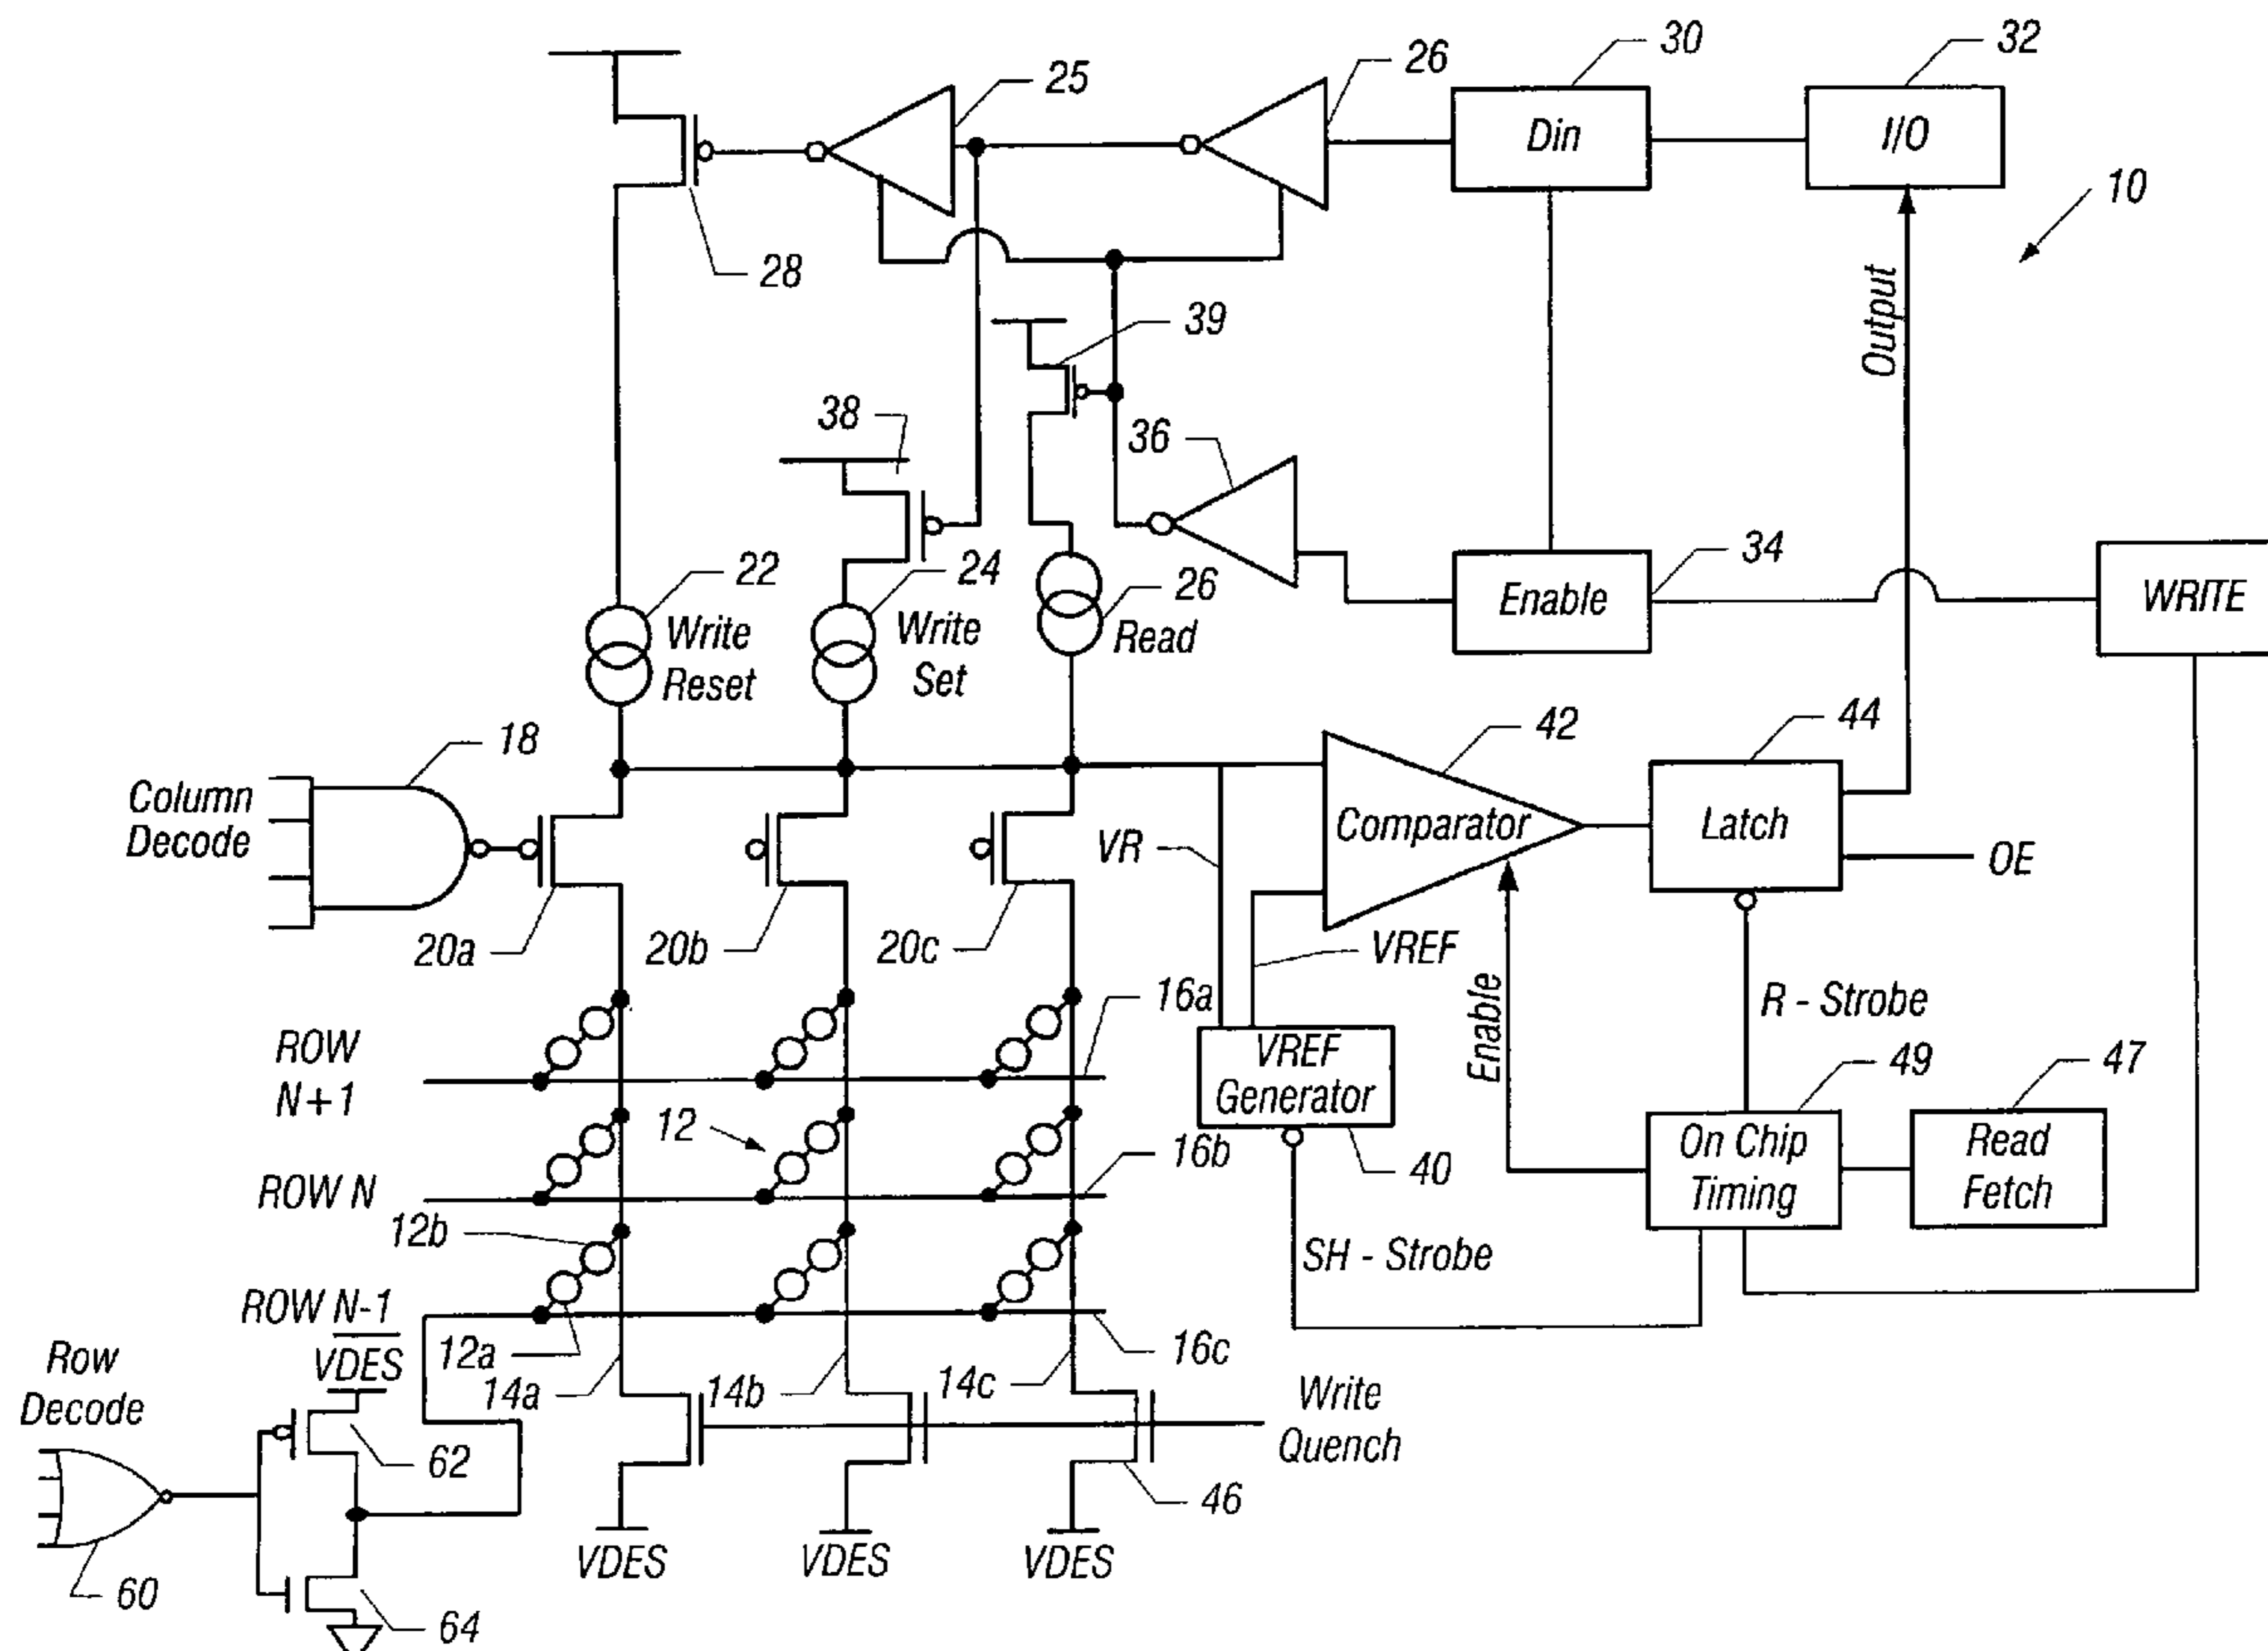 30
32
25
26
Din
I/O
10
28
39
Output
38
36
34
22
24
26
Enable
WRITE
Write
Reset
Write
Set
Read
18
42
44
Column
Decode
Comparator
Latch
VR
OE
20a
20b
20c
VREF
16a
Enable
R - Strobe
ROW
N+1
VREF
Generator
49
47
12
16b
40
On Chip
Timing
Read
Fetch
ROW N
12b
SH - Strobe
ROW N-1
12a
16c
Row
Decode
VDES
14a
14b
14c
Write
Quench
62
46
VDES
VDES
VDES
60
64